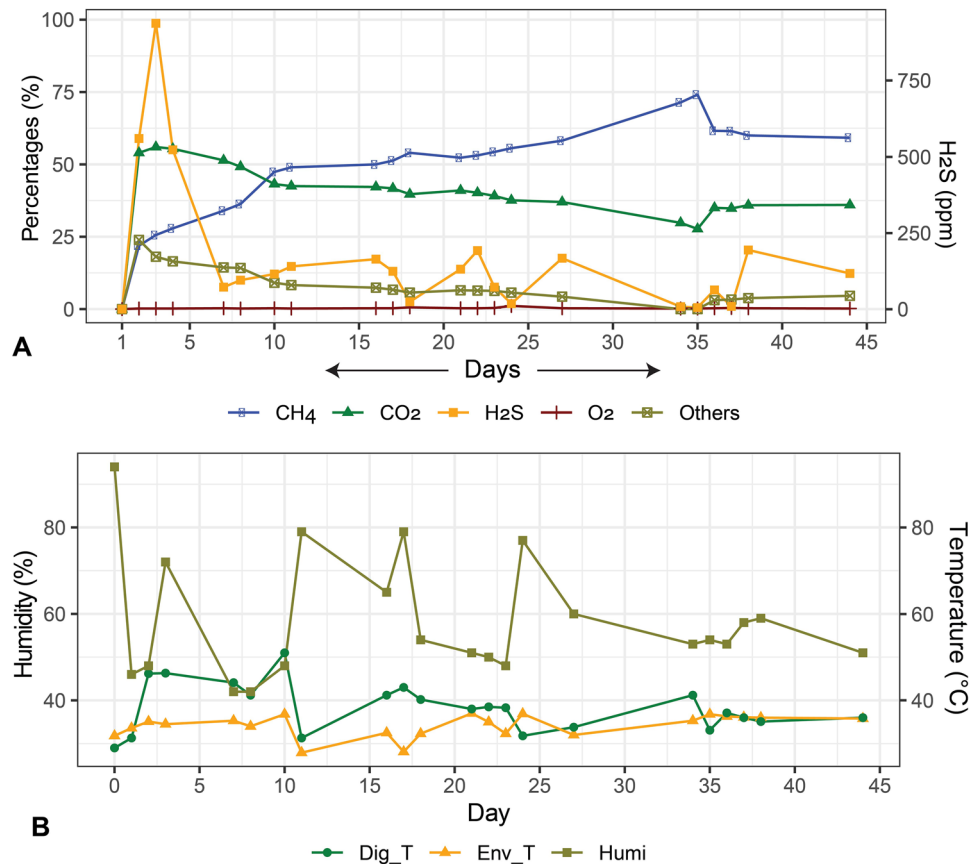 100
75
50
25
0
Percentages (%)
750
500
250
0
H2S (ppm)
1 5 10 15 20 25 30 35 40 45
A
Days
CH4 CO2 H2S O2 Others
80
60
40
Humidity (%)
80
60
40
Temperature (°C)
0 5 10 15 20 25 30 35 40 45
Day
B
Dig_T Env_T Humi